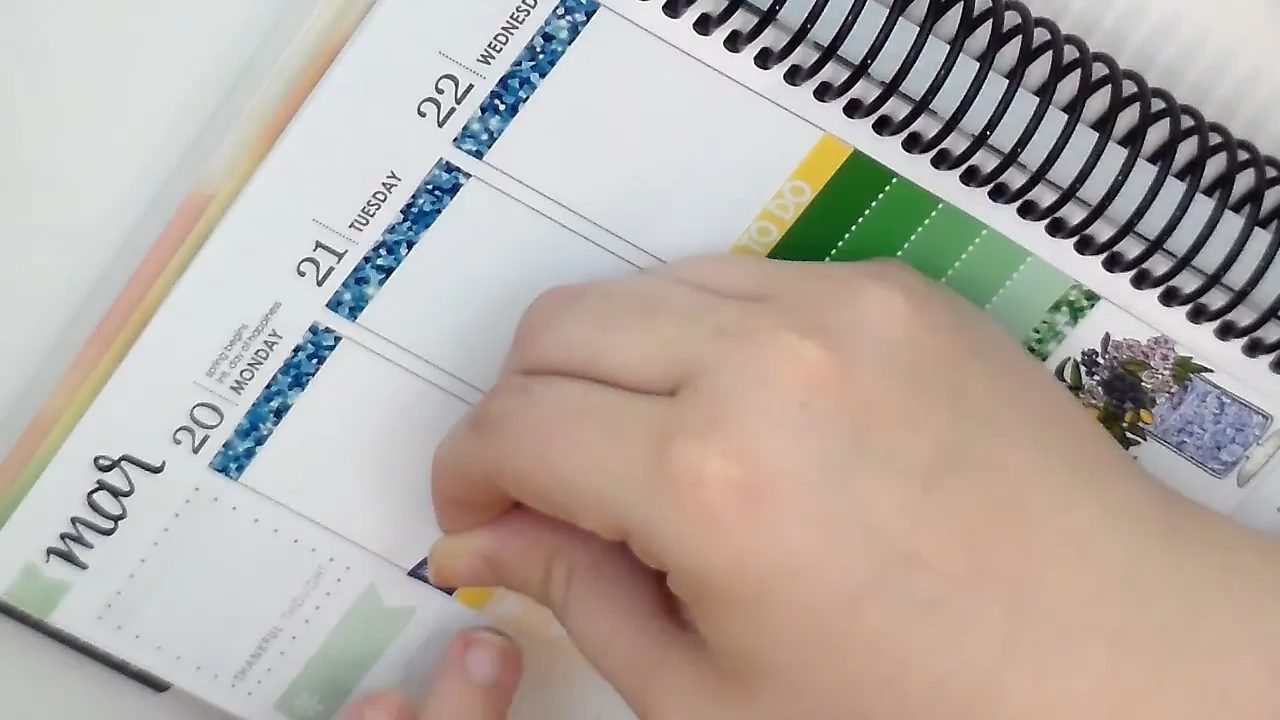 mar
20
spring begins
int. day of happiness
MONDAY
21
TUESDAY
22
WEDNESD
TO DO
THANKFUL THOUGHT